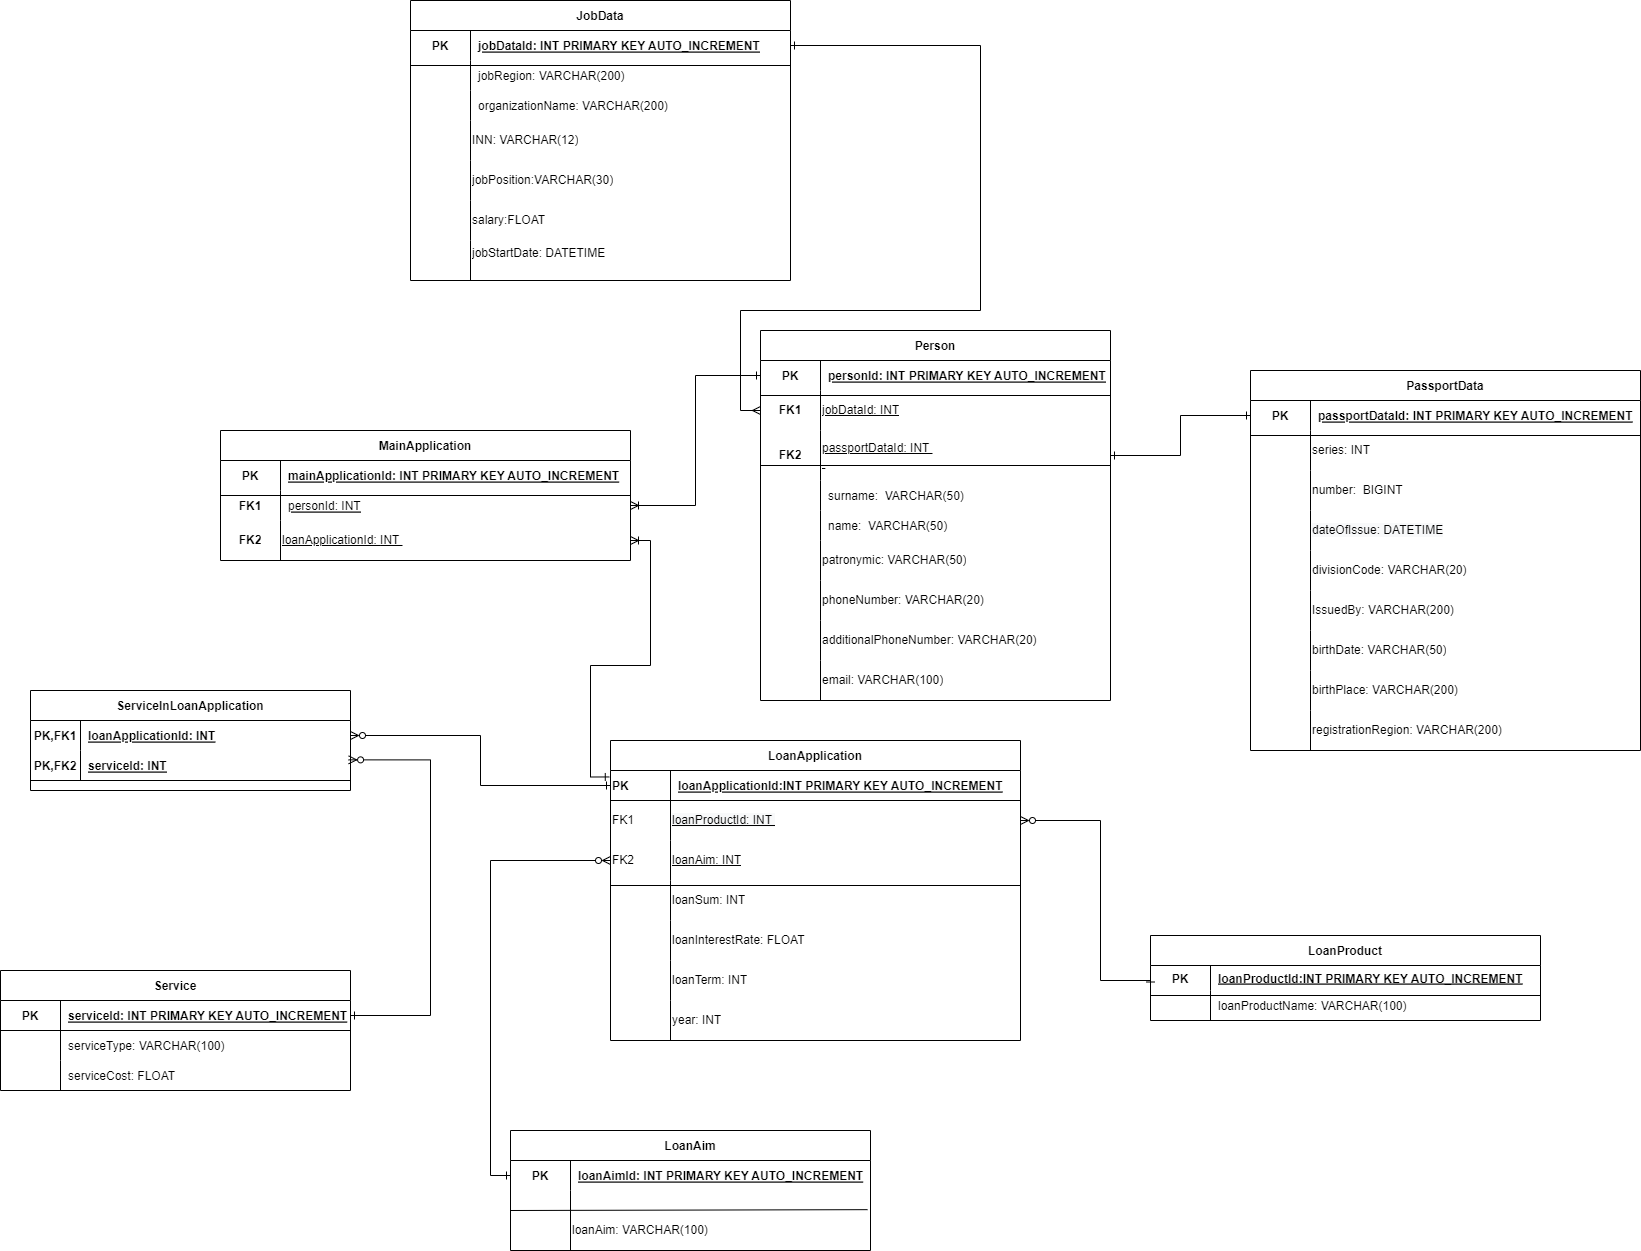 JobData
PK jobDataId: INT PRIMARY KEY AUTO_INCREMENT
jobRegion: VARCHAR(200)
organizationName: VARCHAR(200)
INN: VARCHAR(12)
jobPosition:VARCHAR(30)
salary:FLOAT
jobStartDate: DATETIME
Person
PK personId: INT PRIMARY KEY AUTO_INCREMENT
FK1 jobDataId: INT
FK2 passportDataId: INT
surname: VARCHAR(50)
name: VARCHAR(50)
patronymic: VARCHAR(50)
phoneNumber: VARCHAR(20)
additionalPhoneNumber: VARCHAR(20)
email: VARCHAR(100)
PassportData
PK passportDataId: INT PRIMARY KEY AUTO_INCREMENT
series: INT
number: BIGINT
dateOfIssue: DATETIME
divisionCode: VARCHAR(20)
IssuedBy: VARCHAR(200)
birthDate: VARCHAR(50)
birthPlace: VARCHAR(200)
registrationRegion: VARCHAR(200)
MainApplication
PK mainApplicationId: INT PRIMARY KEY AUTO_INCREMENT
FK1 personId: INT
FK2 loanApplicationId: INT
ServiceInLoanApplication
PK,FK1 loanApplicationId: INT
PK,FK2 serviceId: INT
LoanApplication
PK loanApplicationId:INT PRIMARY KEY AUTO_INCREMENT
FK1 loanProductId: INT
FK2 loanAim: INT
loanSum: INT
loanInterestRate: FLOAT
loanTerm: INT
year: INT
LoanProduct
PK loanProductId:INT PRIMARY KEY AUTO_INCREMENT
loanProductName: VARCHAR(100)
Service
PK serviceId: INT PRIMARY KEY AUTO_INCREMENT
serviceType: VARCHAR(100)
serviceCost: FLOAT
LoanAim
PK loanAimId: INT PRIMARY KEY AUTO_INCREMENT
loanAim: VARCHAR(100)